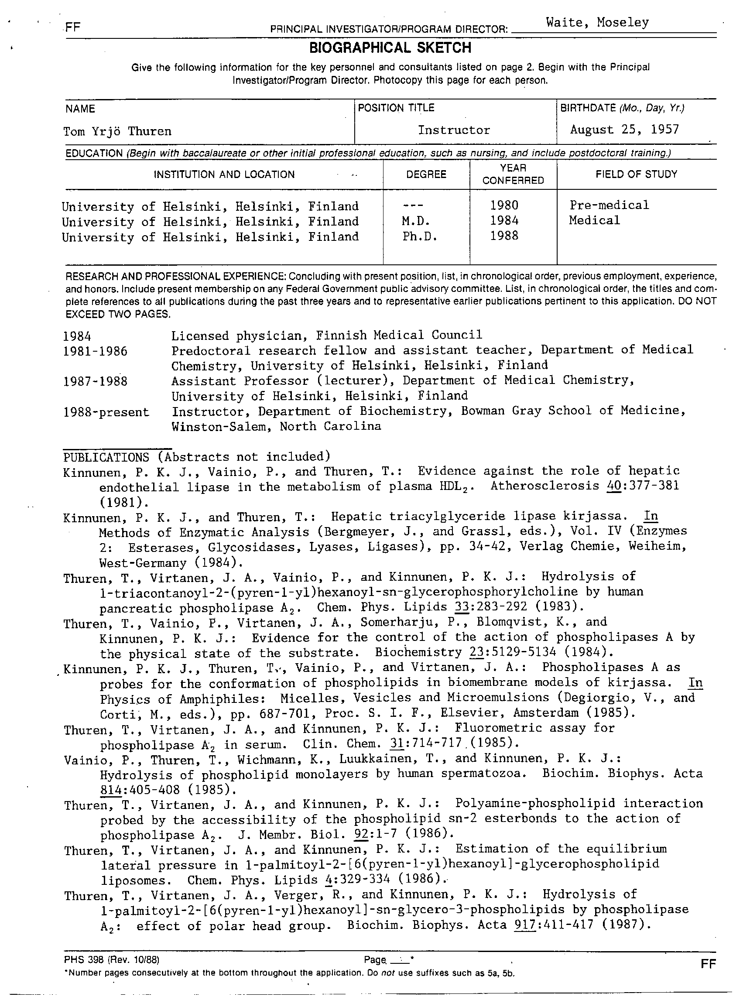 FF
PRINCIPAL INVESTIGATOR/PROGRAM DIRECTOR: Waite, Moseley
BIOGRAPHICAL SKETCH
Give the following information for the key personnel and consultants listed on page 2. Begin with the Principal
Investigator/Program Director. Photocopy this page for each person.
NAME POSITION TITLE BIRTHDATE (Mo., Day, Yr.)
Tom Yrjö Thuren Instructor August 25, 1957
EDUCATION (Begin with baccalaureate or other initial professional education, such as nursing, and include postdoctoral training.)
INSTITUTION AND LOCATION DEGREE YEAR CONFERRED FIELD OF STUDY
University of Helsinki, Helsinki, Finland --- 1980 Pre-medical
University of Helsinki, Helsinki, Finland M.D. 1984 Medical
University of Helsinki, Helsinki, Finland Ph.D. 1988
RESEARCH AND PROFESSIONAL EXPERIENCE: Concluding with present position, list, in chronological order, previous employment, experience,
and honors. Include present membership on any Federal Government public advisory committee. List, in chronological order, the titles and com-
plete references to all publications during the past three years and to representative earlier publications pertinent to this application. DO NOT
EXCEED TWO PAGES.
1984 Licensed physician, Finnish Medical Council
1981-1986 Predoctoral research fellow and assistant teacher, Department of Medical
Chemistry, University of Helsinki, Helsinki, Finland
1987-1988 Assistant Professor (lecturer), Department of Medical Chemistry,
University of Helsinki, Helsinki, Finland
1988-present Instructor, Department of Biochemistry, Bowman Gray School of Medicine,
Winston-Salem, North Carolina
PUBLICATIONS (Abstracts not included)
Kinnunen, P. K. J., Vainio, P., and Thuren, T.: Evidence against the role of hepatic
endothelial lipase in the metabolism of plasma HDL₂. Atherosclerosis 40:377-381
(1981).
Kinnunen, P. K. J., and Thuren, T.: Hepatic triacylglyceride lipase kirjassa. In
Methods of Enzymatic Analysis (Bergmeyer, J., and Grassl, eds.), Vol. IV (Enzymes
2: Esterases, Glycosidases, Lyases, Ligases), pp. 34-42, Verlag Chemie, Weiheim,
West-Germany (1984).
Thuren, T., Virtanen, J. A., Vainio, P., and Kinnunen, P. K. J.: Hydrolysis of
1-triacontanoyl-2-(pyren-1-yl)hexanoyl-sn-glycerophosphorylcholine by human
pancreatic phospholipase A₂. Chem. Phys. Lipids 33:283-292 (1983).
Thuren, T., Vainio, P., Virtanen, J. A., Somerharju, P., Blomqvist, K., and
Kinnunen, P. K. J.: Evidence for the control of the action of phospholipases A by
the physical state of the substrate. Biochemistry 23:5129-5134 (1984).
Kinnunen, P. K. J., Thuren, T., Vainio, P., and Virtanen, J. A.: Phospholipases A as
probes for the conformation of phospholipids in biomembrane models of kirjassa. In
Physics of Amphiphiles: Micelles, Vesicles and Microemulsions (Degiorgio, V., and
Corti, M., eds.), pp. 687-701, Proc. S. I. F., Elsevier, Amsterdam (1985).
Thuren, T., Virtanen, J. A., and Kinnunen, P. K. J.: Fluorometric assay for
phospholipase A₂ in serum. Clin. Chem. 31:714-717 (1985).
Vainio, P., Thuren, T., Wichmann, K., Luukkainen, T., and Kinnunen, P. K. J.:
Hydrolysis of phospholipid monolayers by human spermatozoa. Biochim. Biophys. Acta
814:405-408 (1985).
Thuren, T., Virtanen, J. A., and Kinnunen, P. K. J.: Polyamine-phospholipid interaction
probed by the accessibility of the phospholipid sn-2 esterbonds to the action of
phospholipase A₂. J. Membr. Biol. 92:1-7 (1986).
Thuren, T., Virtanen, J. A., and Kinnunen, P. K. J.: Estimation of the equilibrium
lateral pressure in 1-palmitoyl-2-[6(pyren-1-yl)hexanoyl]-glycerophospholipid
liposomes. Chem. Phys. Lipids 4:329-334 (1986).
Thuren, T., Virtanen, J. A., Verger, R., and Kinnunen, P. K. J.: Hydrolysis of
1-palmitoyl-2-[6(pyren-1-yl)hexanoyl]-sn-glycero-3-phospholipids by phospholipase
A₂: effect of polar head group. Biochim. Biophys. Acta 917:411-417 (1987).
PHS 398 (Rev. 10/88) Page *
*Number pages consecutively at the bottom throughout the application. Do not use suffixes such as 5a, 5b.
FF